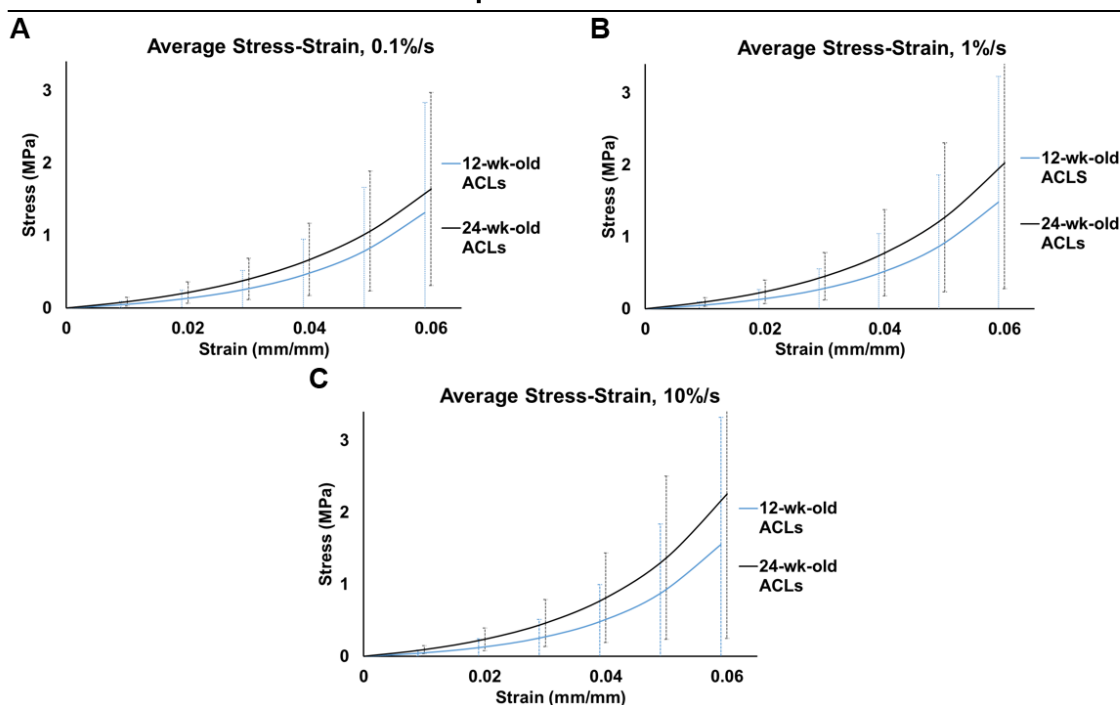 A
Average Stress-Strain, 0.1%/s
3
2
1
0
Stress (MPa)
0 0.02 0.04 0.06
Strain (mm/mm)
12-wk-old
ACLs
24-wk-old
ACLs
B
Average Stress-Strain, 1%/s
3
2
1
0
Stress (MPa)
0 0.02 0.04 0.06
Strain (mm/mm)
12-wk-old
ACLS
24-wk-old
ACLs
C
Average Stress-Strain, 10%/s
3
2
1
0
Stress (MPa)
0 0.02 0.04 0.06
Strain (mm/mm)
12-wk-old
ACLs
24-wk-old
ACLs